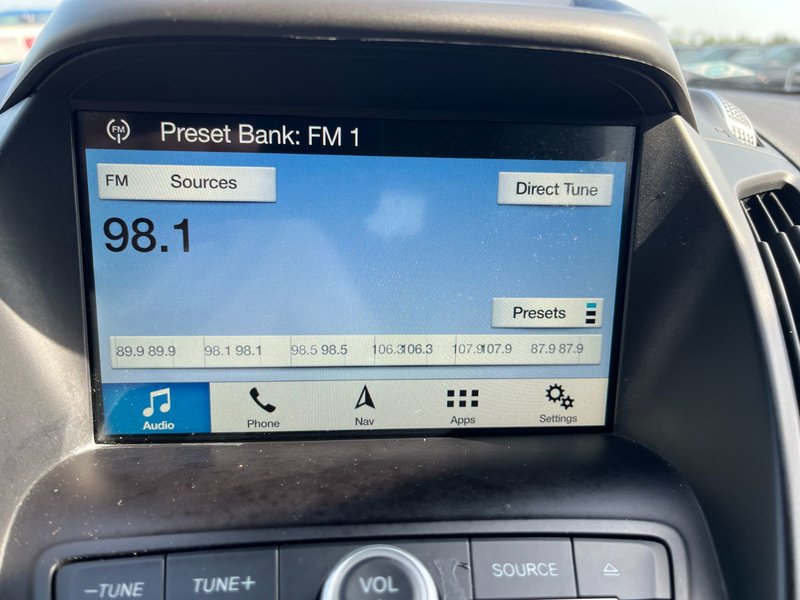 FM Preset Bank: FM 1
FM Sources Direct Tune
98.1
Presets
89.9 89.9 98.1 98.1 98.5 98.5 106.3 106.3 107.9 107.9 87.9 87.9
Audio Phone Nav Apps Settings
-TUNE TUNE+ VOL SOURCE